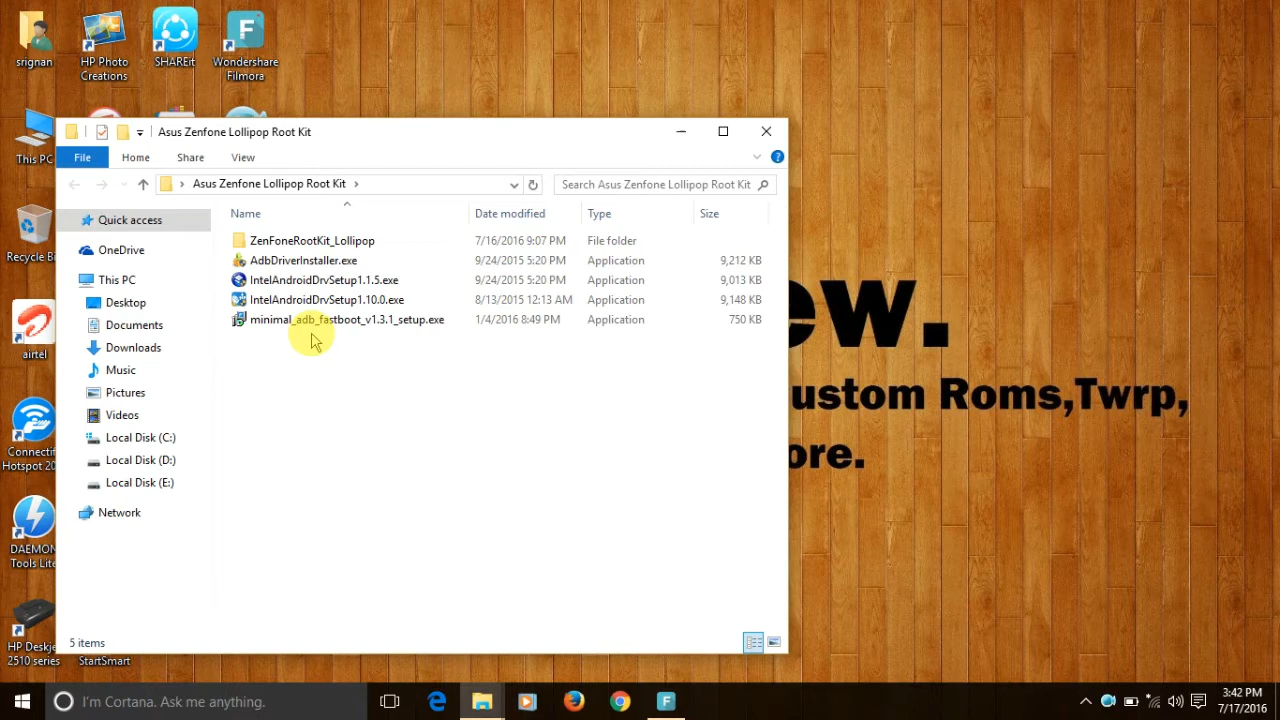 srignan
HP Photo
Creations
SHAREit
Wondershare
Filmora
This PC
Recycle Bi
airtel
Connectif
Hotspot 20
DAEMON
Tools Lite
HP Deskje
2510 series
StartSmart
Asus Zenfone Lollipop Root Kit
File Home Share View
Asus Zenfone Lollipop Root Kit
Search Asus Zenfone Lollipop Root Kit
Name Date modified Type Size
Quick access
OneDrive
This PC
Desktop
Documents
Downloads
Music
Pictures
Videos
Local Disk (C:)
Local Disk (D:)
Local Disk (E:)
Network
ZenFoneRootKit_Lollipop 7/16/2016 9:07 PM File folder
AdbDriverInstaller.exe 9/24/2015 5:20 PM Application 9,212 KB
IntelAndroidDrvSetup1.1.5.exe 9/24/2015 5:20 PM Application 9,013 KB
IntelAndroidDrvSetup1.10.0.exe 8/13/2015 12:13 AM Application 9,148 KB
minimal_adb_fastboot_v1.3.1_setup.exe 1/4/2016 8:49 PM Application 750 KB
5 items
ew.
ustom Roms,Twrp,
ore.
I'm Cortana. Ask me anything.
3:42 PM
7/17/2016